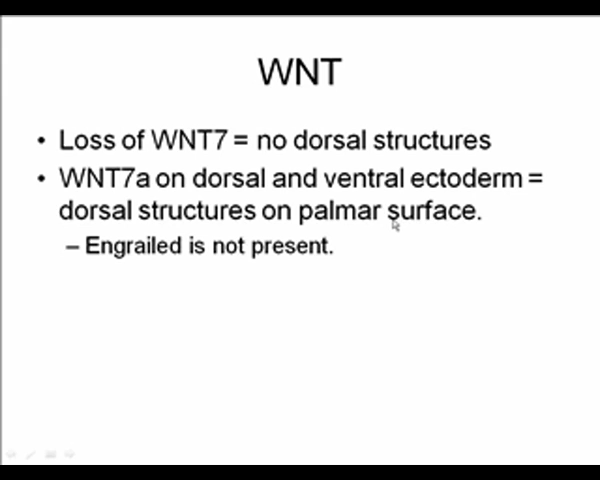 WNT
• Loss of WNT7 = no dorsal structures
• WNT7a on dorsal and ventral ectoderm =
dorsal structures on palmar surface.
– Engrailed is not present.